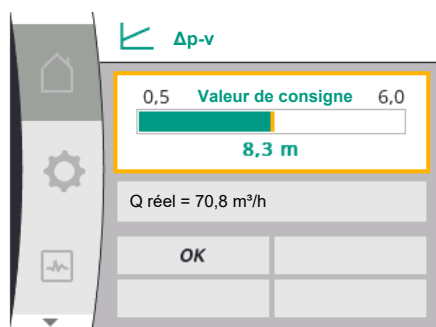 Δp-v
0,5 Valeur de consigne 6,0
8,3 m
Q réel = 70,8 m³/h
OK